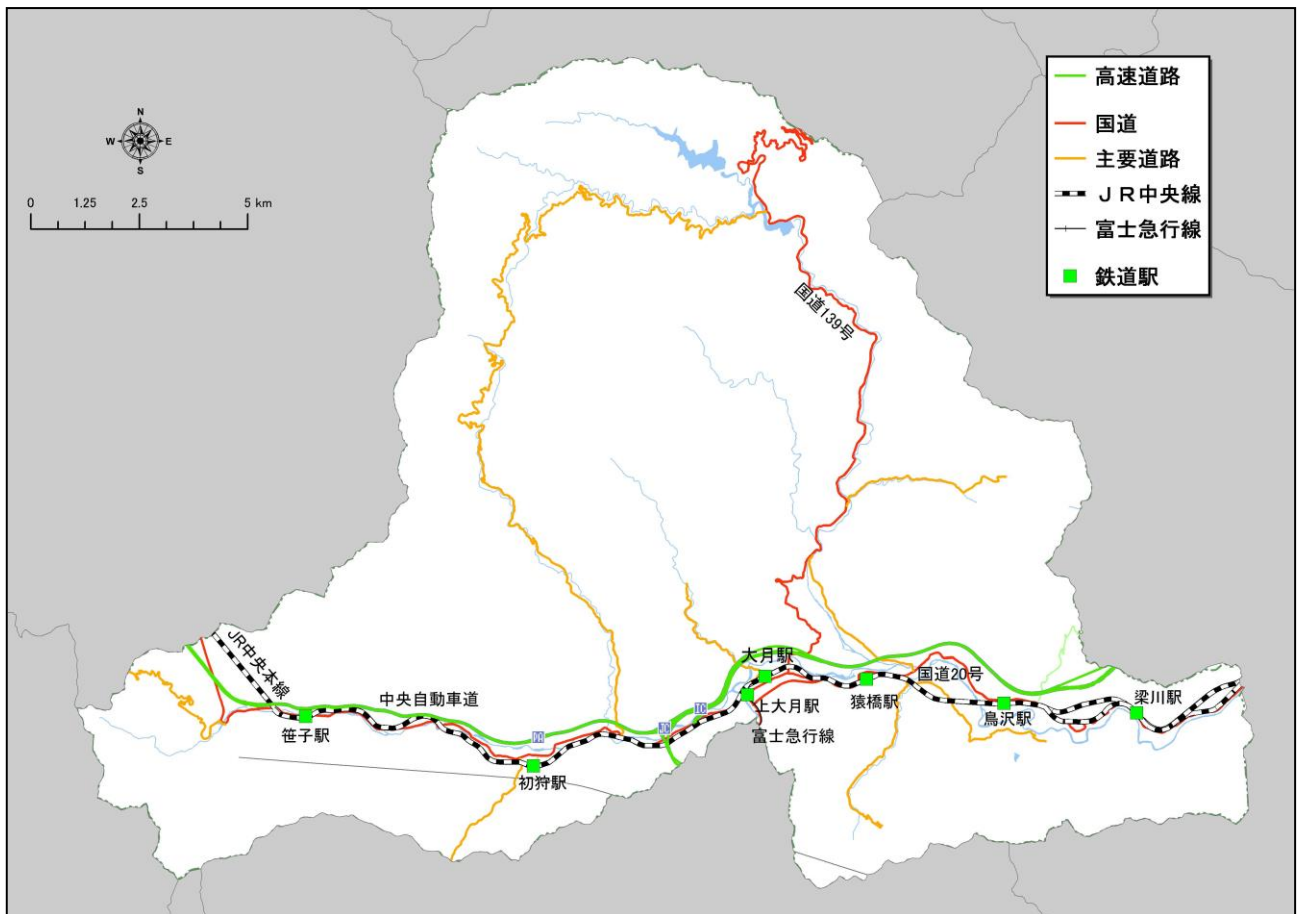 N
W
E
S
0
1.25
2.5
5 km
高速道路
国道
主要道路
ＪＲ中央線
富士急行線
鉄道駅
国道139号
JR中央本線
中央自動車道
笹子駅
初狩駅
PA
JC
IC
大月駅
上大月駅
富士急行線
猿橋駅
国道20号
鳥沢駅
梁川駅